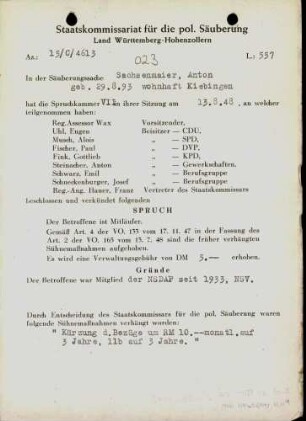 Staatskommissariat für die pol. Säuberung
Land Württemberg-Hohenzollern
Az.: 13/C/4613
L.: 557
023
In der Säuberungssache Sachsenmaier, Anton
geb. 29.8.93 wohnhaft Kiebingen
hat die Spruchkammer VII in ihrer Sitzung am 13.8.48, an welcher
teilgenommen haben:
Reg.Assessor Wax Vorsitzender,
Uhl, Eugen Beisitzer — CDU,
Musch, Alois — SPD,
Fischer, Paul — DVP,
Fink, Gottlieb — KPD,
Steinacher, Anton — Gewerkschaften,
Schwarz, Emil — Berufsgruppe
Schneckenburger, Josef — Berufsgruppe
Reg.-Ang. Hauer, Franz Vertreter des Staatskommissars
beschlossen und verkündet folgenden
SPRUCH
Der Betroffene ist Mitläufer.
Gemäß Art. 4 der VO. 133 vom 17. 11. 47 in der Fassung des
Art. 2 der VO. 165 vom 13. 7. 48 sind die früher verhängten
Sühnemaßnahmen aufgehoben.
Es wird eine Verwaltungsgebühr von DM 5.— erhoben.
Gründe
Der Betroffene war Mitglied der NSDAP seit 1933, NSV.
Durch Entscheidung des Staatskommissars für die pol. Säuberung waren
folgende Sühnemaßnahmen verhängt worden:
" Kürzung d.Bezüge um RM 10.--monatl.auf
3 Jahre, 11b auf 3 Jahre. "